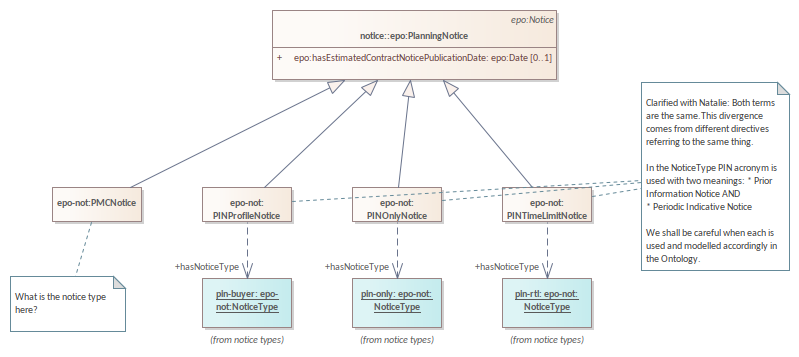 epo:Notice
notice::epo:PlanningNotice
+ epo:hasEstimatedContractNoticePublicationDate: epo:Date [0..1]
Clarified with Natalie: Both terms
are the same.This divergence
comes from different directives
referring to the same thing.
In the NoticeType PIN acronym is
used with two meanings: * Prior
Information Notice AND
* Periodic Indicative Notice
We shall be careful when each is
used and modelled accordingly in
the Ontology.
epo-not:PMCNotice
epo-not:
PINProfileNotice
epo-not:
PINOnlyNotice
epo-not:
PINTimeLimitNotice
+hasNoticeType
+hasNoticeType
+hasNoticeType
What is the notice type
here?
pin-buyer: epo-
not:NoticeType
pin-only: epo-not:
NoticeType
pin-rtl: epo-not:
NoticeType
(from notice types)
(from notice types)
(from notice types)